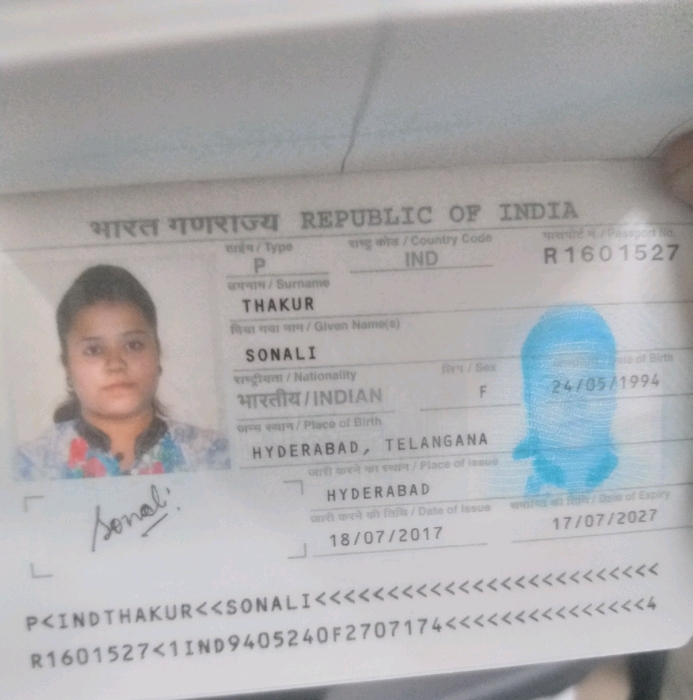 भारत गणराज्य REPUBLIC OF INDIA
टाईप / Type
राष्ट्र कोड / Country Code
पासपोर्ट नं. / Passport No.
P
IND
R1601527
उपनाम / Surname
THAKUR
दिया गया नाम / Given Name(s)
SONALI
राष्ट्रीयता / Nationality
लिंग / Sex
Date of Birth
भारतीय / INDIAN
F
24/05/1994
जन्म स्थान / Place of Birth
HYDERABAD, TELANGANA
जारी करने का स्थान / Place of Issue
HYDERABAD
जारी करने की तिथि / Date of Issue
समाप्ति की तिथि / Date of Expiry
18/07/2017
17/07/2027
Sonali
P<INDTHAKUR<<SONALI<<<<<<<<<<<<<<<<<<<<<<<<<
R1601527<1IND9405240F2707174<<<<<<<<<<<<<<<4